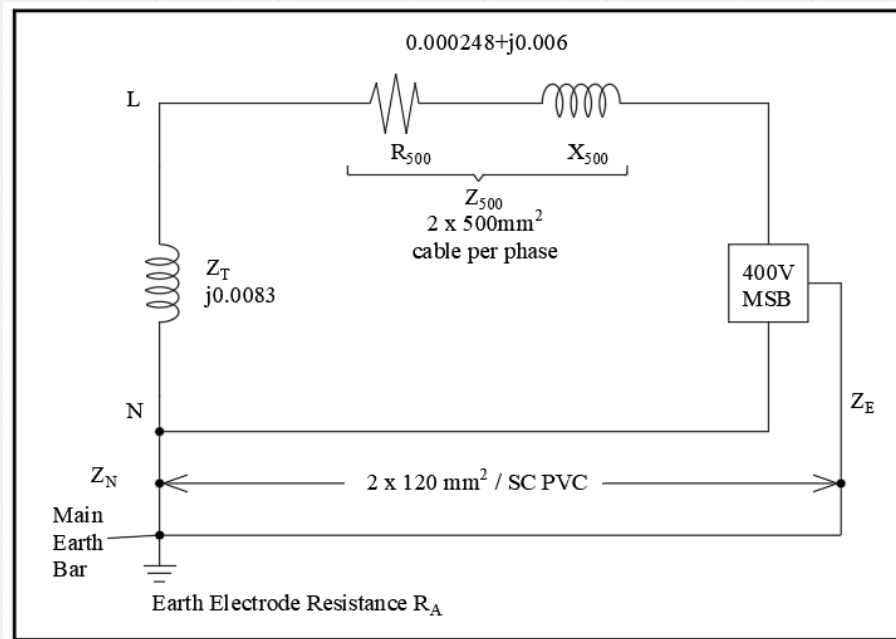 0.000248+j0.006
L
R500
X500
Z500
2 x 500mm²
cable per phase
ZT
j0.0083
400V
MSB
N
ZE
ZN
2 x 120 mm² / SC PVC
Main
Earth
Bar
Earth Electrode Resistance RA